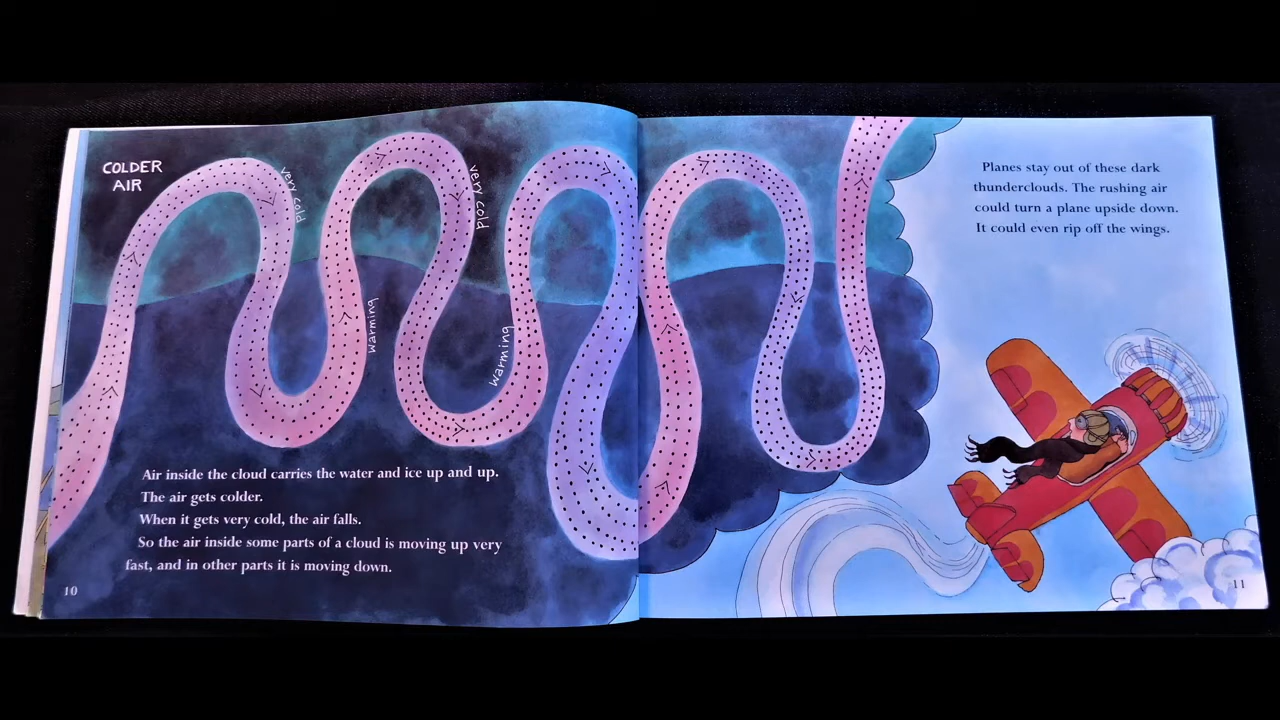 COLDER
AIR
very cold
very cold
Warming
Warming
Air inside the cloud carries the water and ice up and up.
The air gets colder.
When it gets very cold, the air falls.
So the air inside some parts of a cloud is moving up very
fast, and in other parts it is moving down.
10
Planes stay out of these dark
thunderclouds. The rushing air
could turn a plane upside down.
It could even rip off the wings.
11